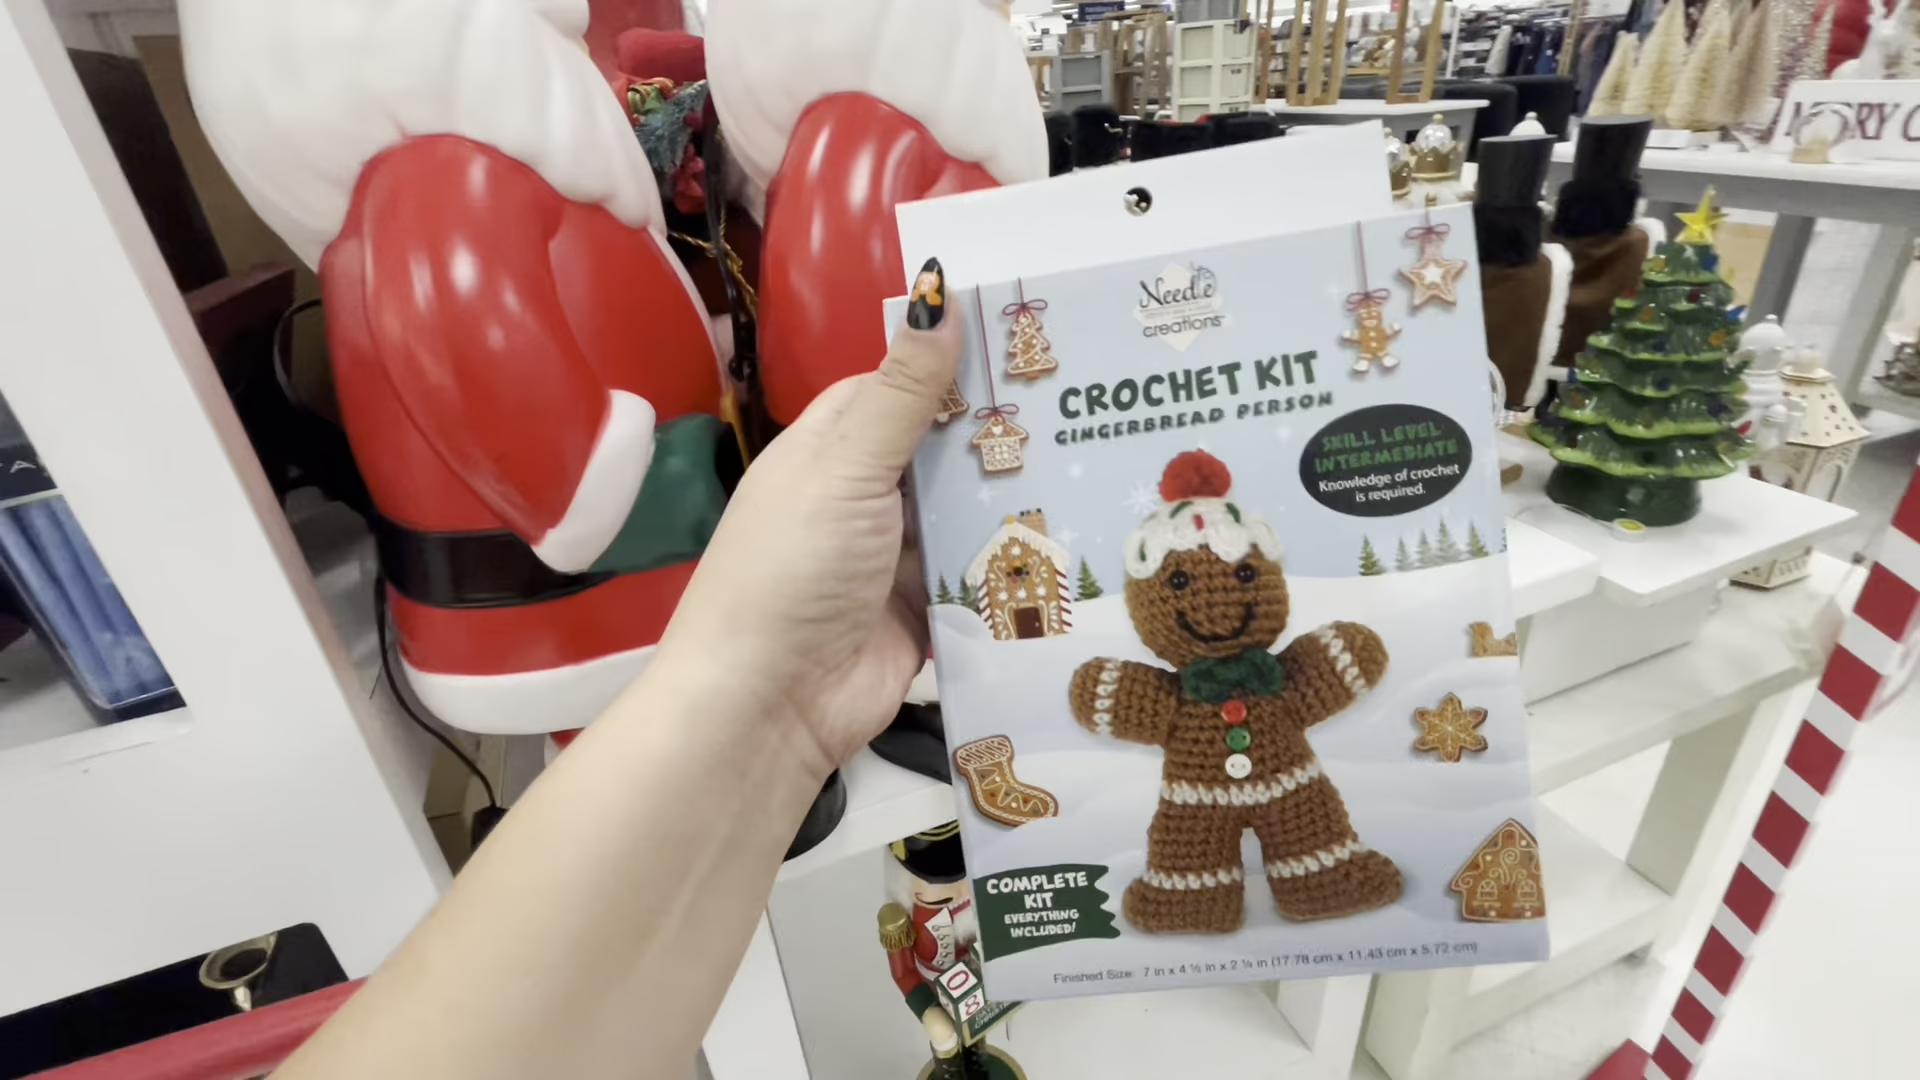 Needle
creations
CROCHET KIT
GINGERBREAD PERSON
SKILL LEVEL
INTERMEDIATE
Knowledge of crochet
is required.
COMPLETE
KIT
EVERYTHING
INCLUDED!
Finished Size: 7 in x 4 ½ in x 2 ¼ in (17.78 cm x 11.43 cm x 5.72 cm)
0
8